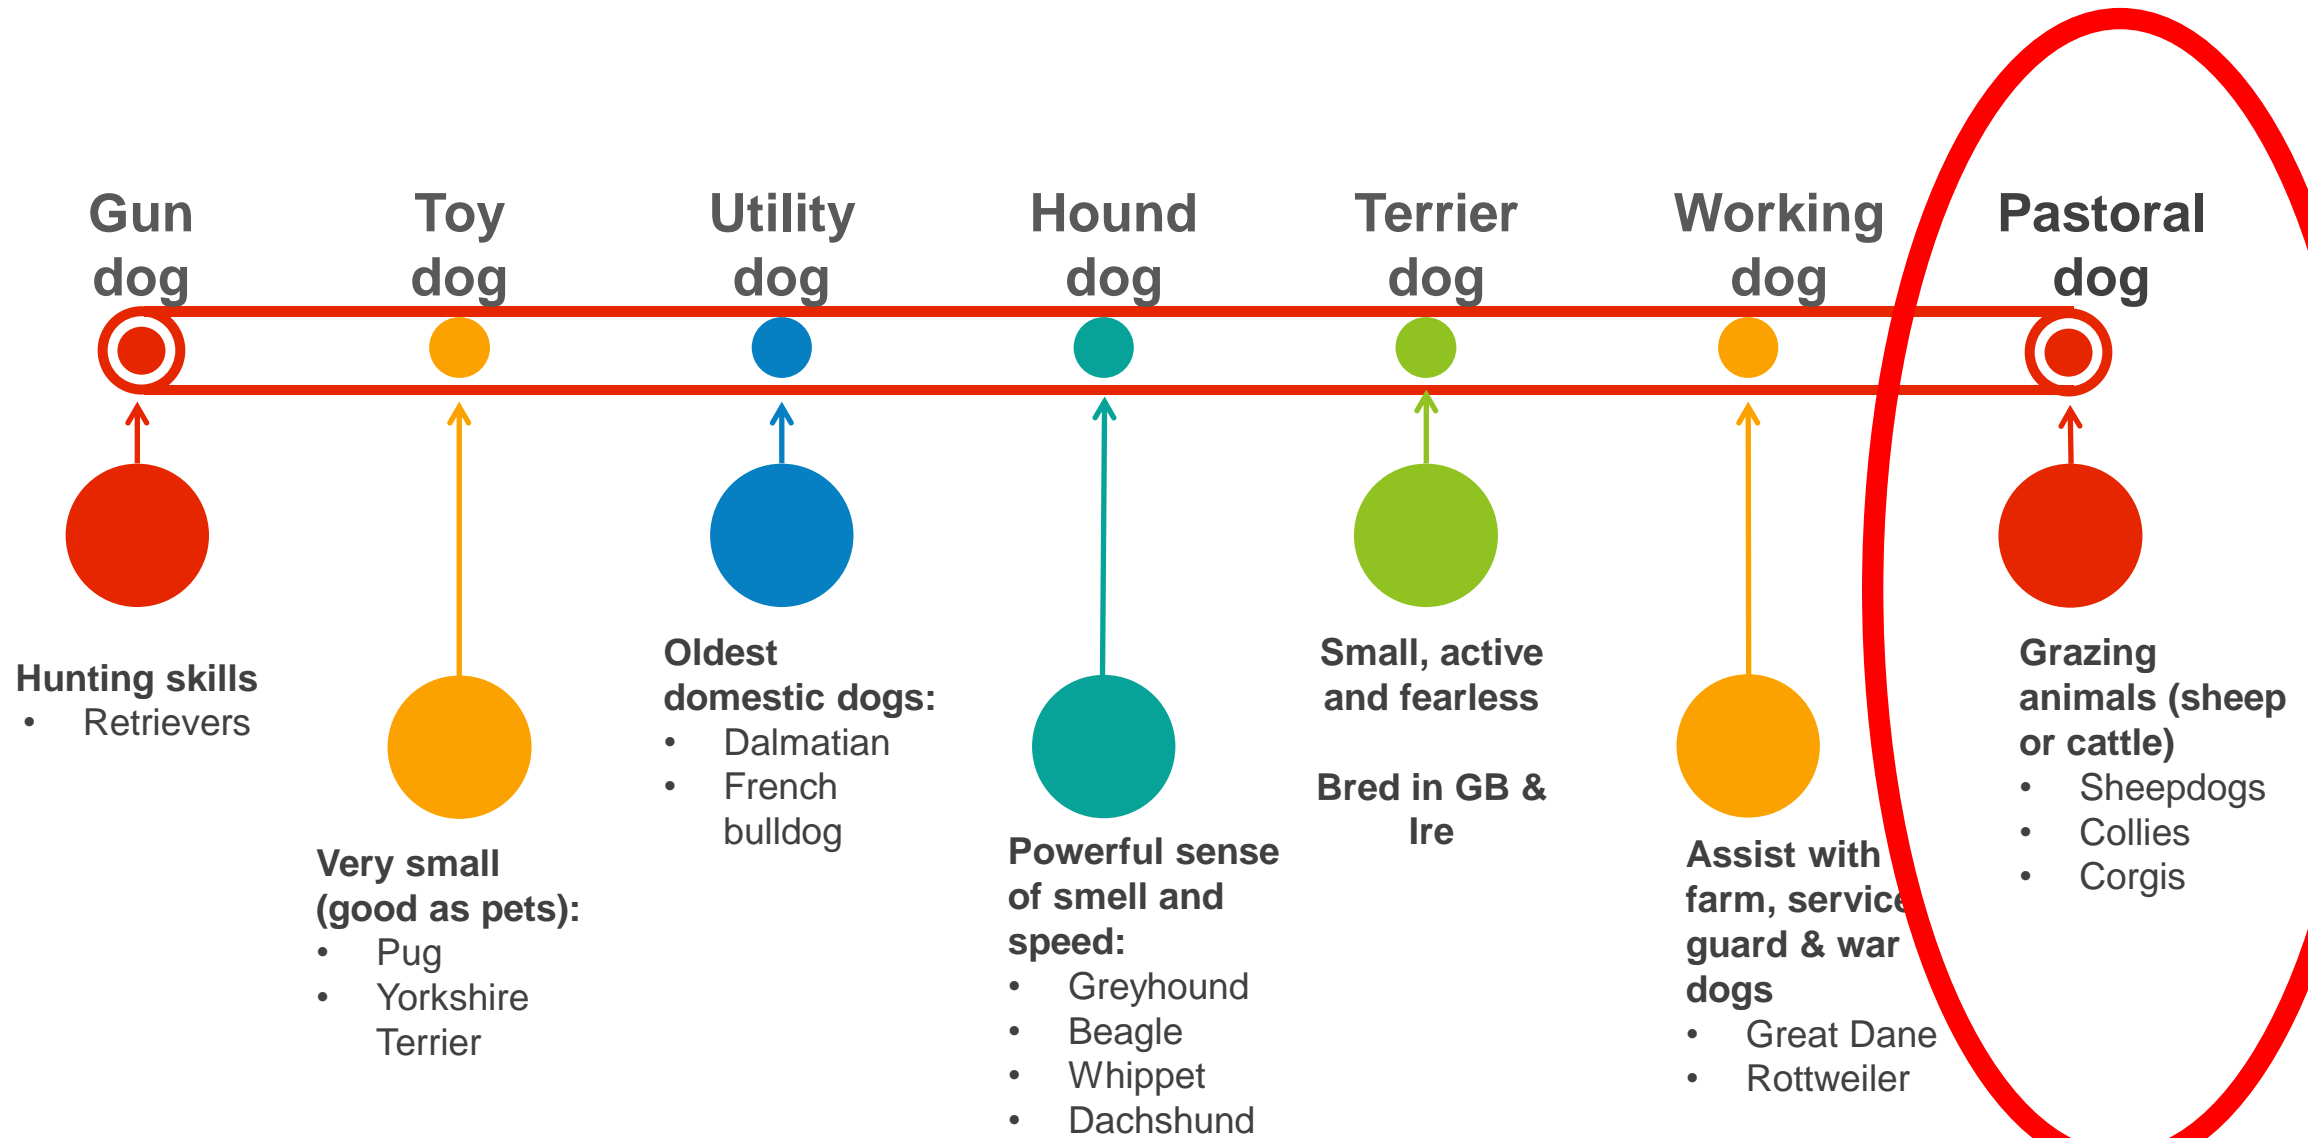 Gun
dog
Toy
dog
Utility
dog
Hound
dog
Terrier
dog
Working
dog
Pastoral
dog
Hunting skills
• Retrievers
Very small
(good as pets):
• Pug
• Yorkshire
Terrier
Oldest
domestic dogs:
• Dalmatian
• French
bulldog
Powerful sense
of smell and
speed:
• Greyhound
• Beagle
• Whippet
• Dachshund
Small, active
and fearless
Bred in GB &
Ire
Assist with
farm, service
guard & war
dogs
• Great Dane
• Rottweiler
Grazing
animals (sheep
or cattle)
• Sheepdogs
• Collies
• Corgis